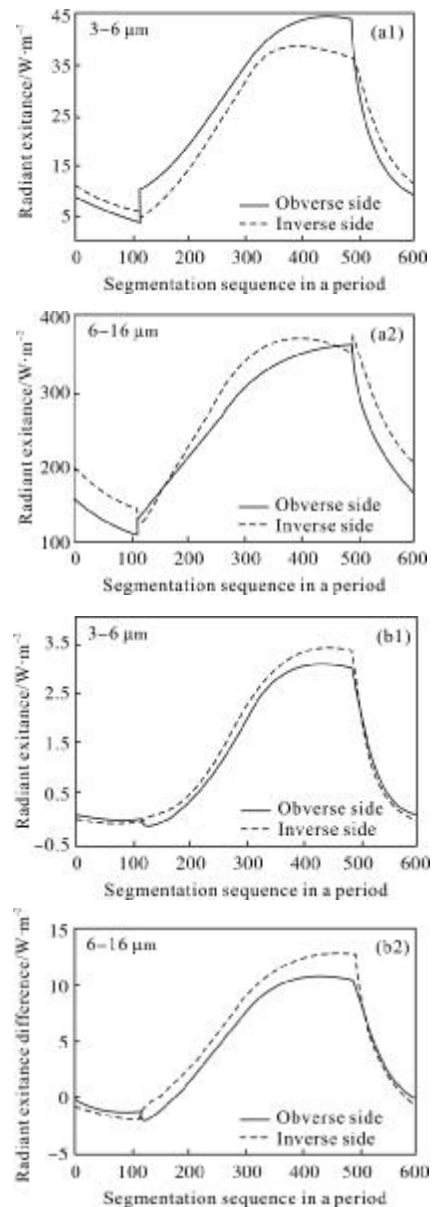 3−6 μm (a1)
Radiant exitance/W·m⁻²
45
35
25
15
5
Obverse side
Inverse side
0 100 200 300 400 500 600
Segmentation sequence in a period
6−16 μm (a2)
Radiant exitance/W·m⁻²
400
300
200
100
Obverse side
Inverse side
0 100 200 300 400 500 600
Segmentation sequence in a period
3−6 μm (b1)
Radiant exitance/W·m⁻²
3.5
2.5
1.5
0.5
−0.5
Obverse side
Inverse side
0 100 200 300 400 500 600
Segmentation sequence in a period
6−16 μm (b2)
Radiant exitance difference/W·m⁻²
15
10
5
0
−5
Obverse side
Inverse side
0 100 200 300 400 500 600
Segmentation sequence in a period